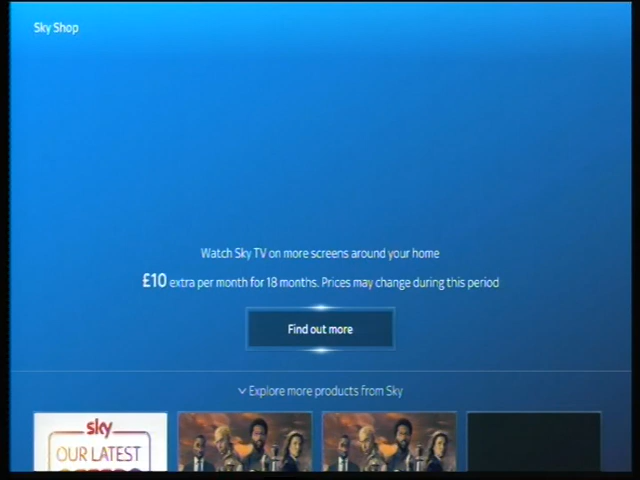 Sky Shop
Watch Sky TV on more screens around your home
£10 extra per month for 18 months. Prices may change during this period
Find out more
Explore more products from Sky
sky
OUR LATEST